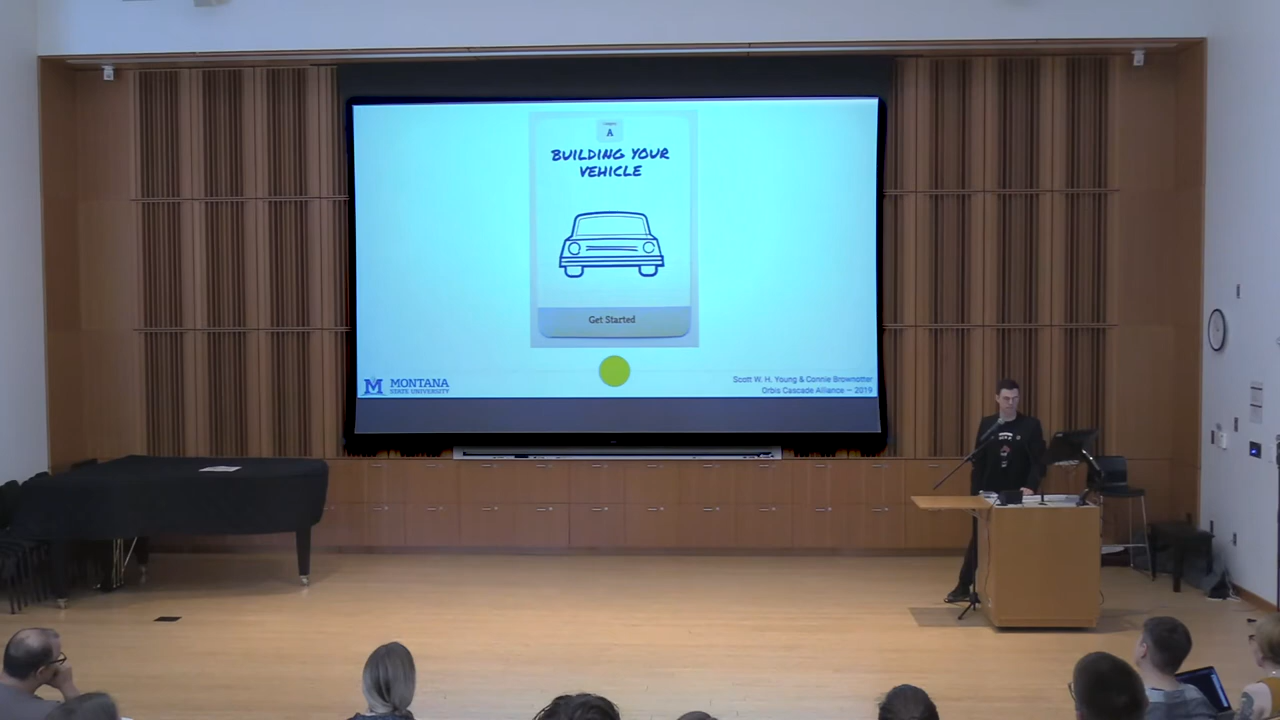 A
BUILDING YOUR
VEHICLE
Get Started
MONTANA
STATE UNIVERSITY
Scott W. H. Young & Connie Brownotter
Orbis Cascade Alliance – 2019